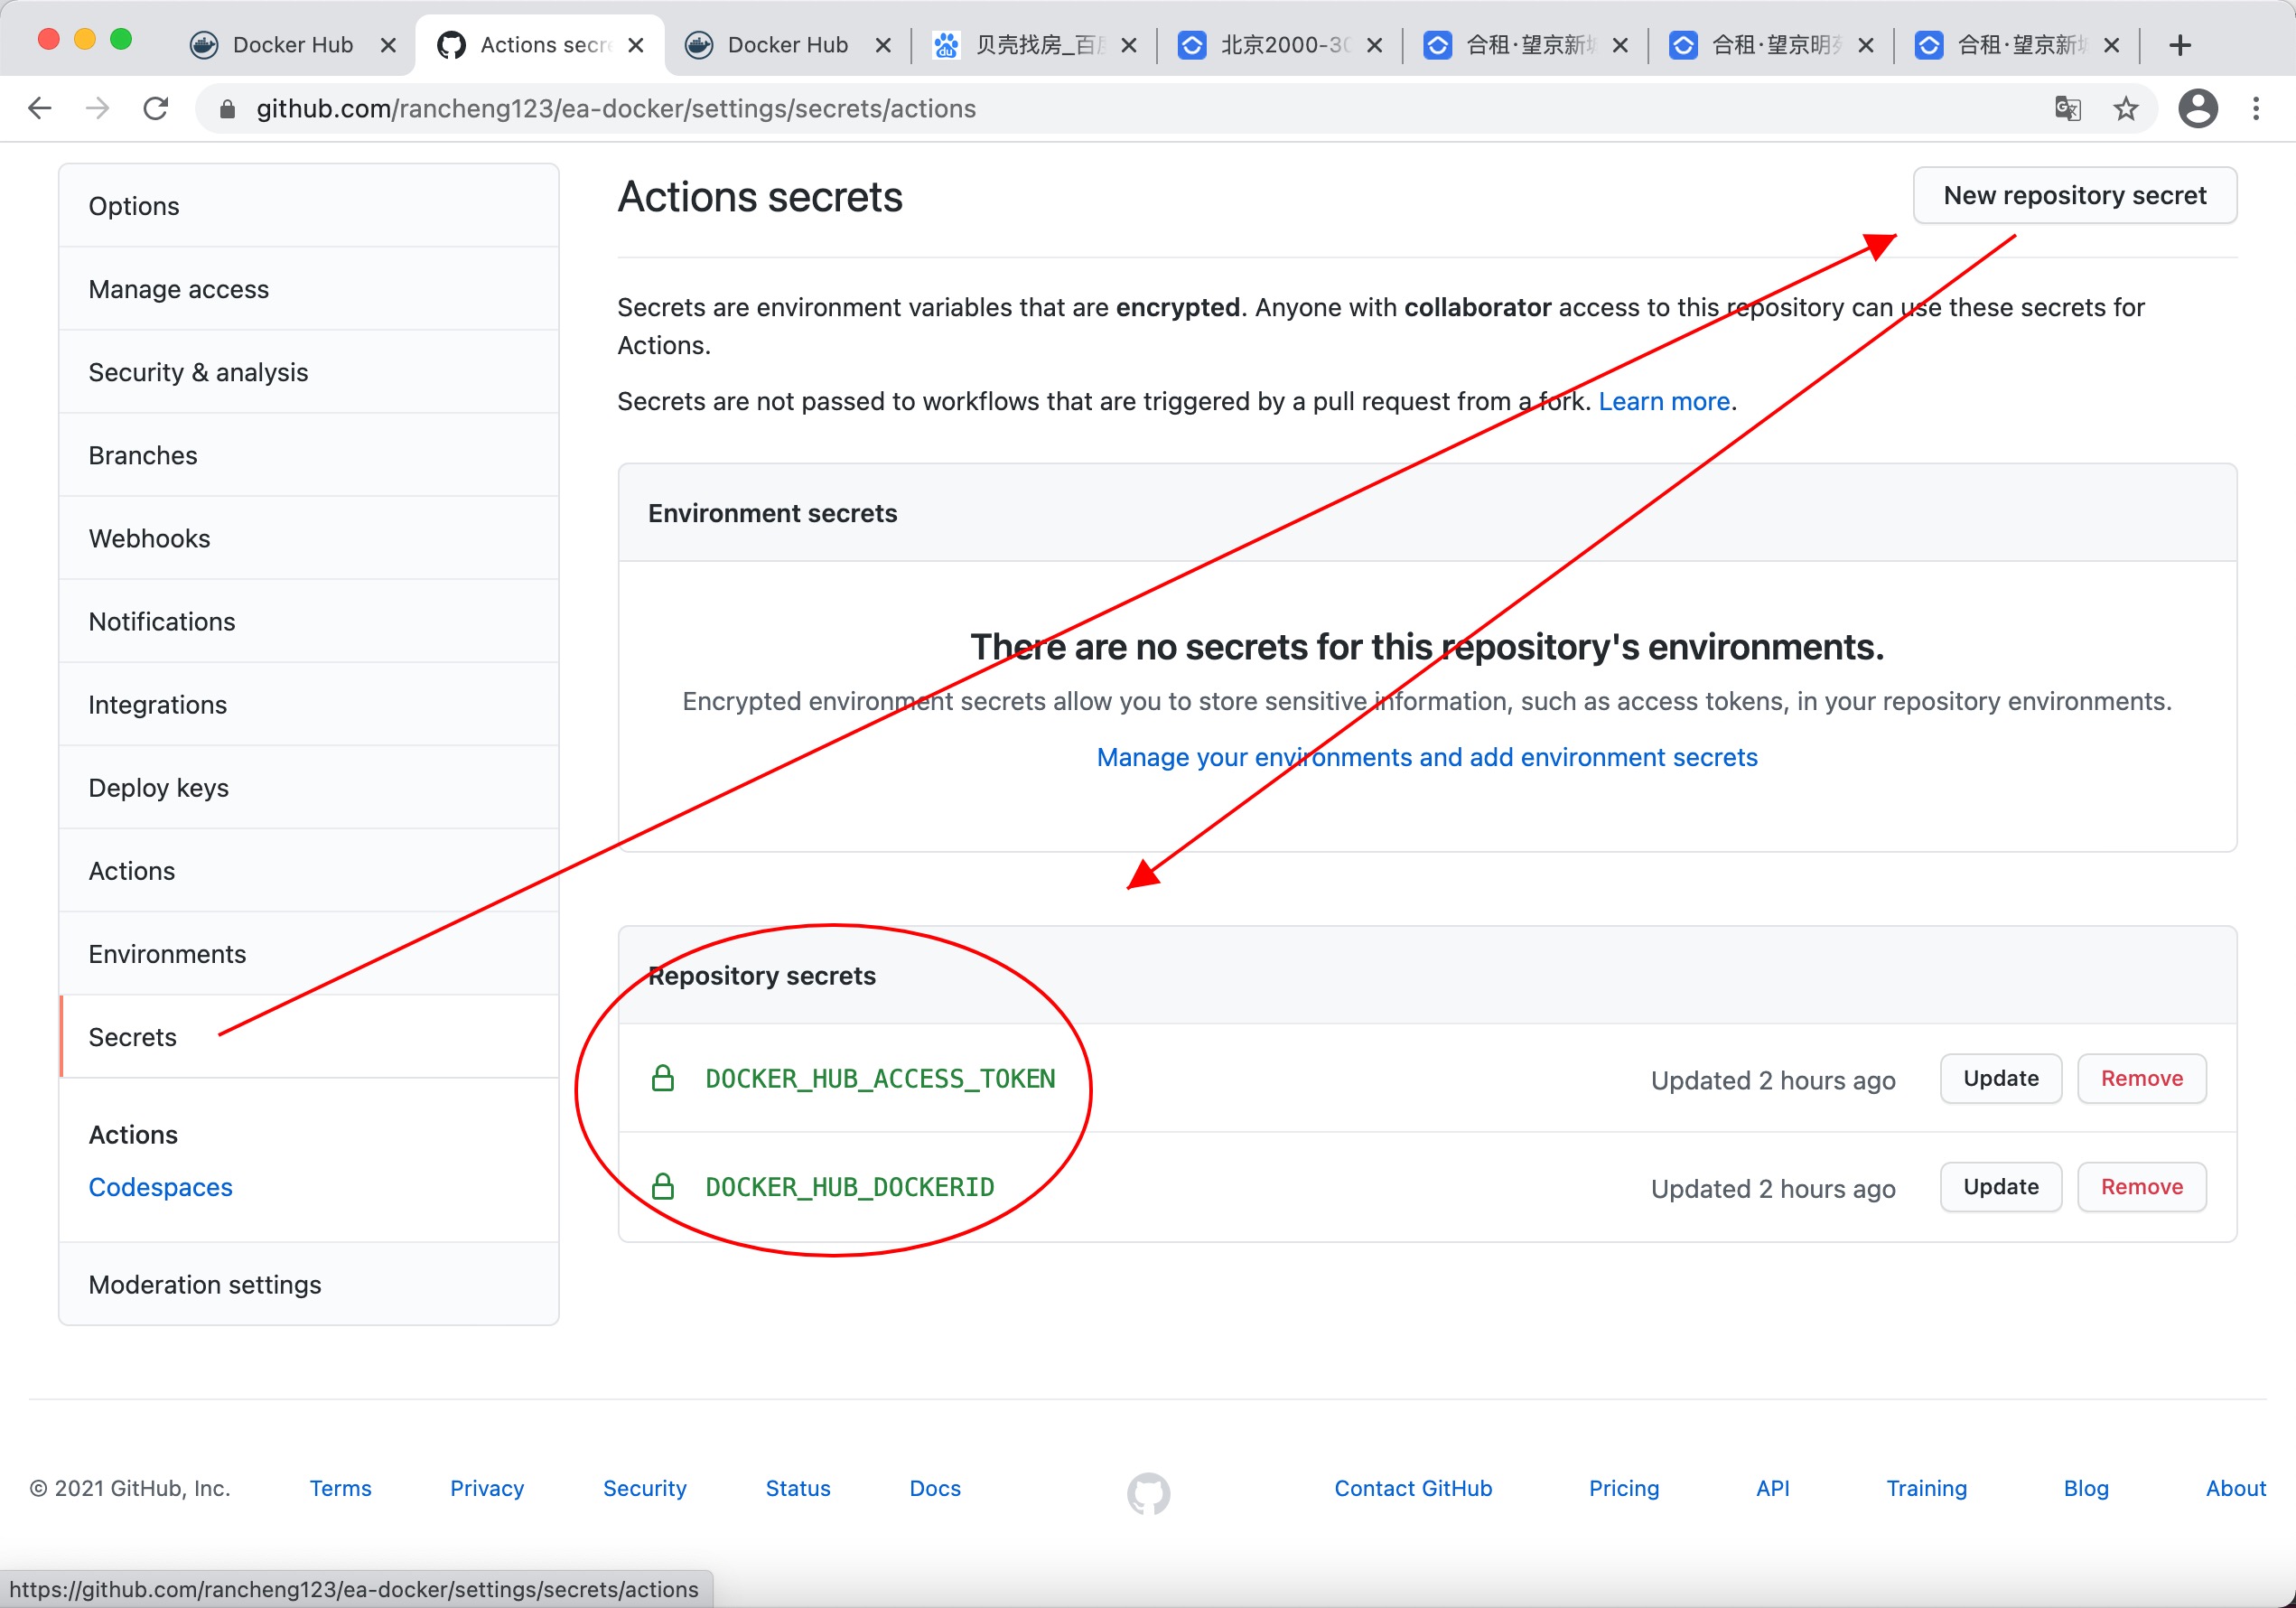 Docker Hub
Actions secr
Docker Hub
贝壳找房_百
北京2000-30
合租·望京新
合租·望京明
合租·望京新
github.com/rancheng123/ea-docker/settings/secrets/actions
Options
Manage access
Security & analysis
Branches
Webhooks
Notifications
Integrations
Deploy keys
Actions
Environments
Secrets
Actions
Codespaces
Moderation settings
Actions secrets
New repository secret
Secrets are environment variables that are encrypted. Anyone with collaborator access to this repository can use these secrets for
Actions.
Secrets are not passed to workflows that are triggered by a pull request from a fork. Learn more.
Environment secrets
There are no secrets for this repository's environments.
Encrypted environment secrets allow you to store sensitive information, such as access tokens, in your repository environments.
Manage your environments and add environment secrets
Repository secrets
DOCKER_HUB_ACCESS_TOKEN
Updated 2 hours ago
Update
Remove
DOCKER_HUB_DOCKERID
Updated 2 hours ago
Update
Remove
© 2021 GitHub, Inc.
Terms
Privacy
Security
Status
Docs
Contact GitHub
Pricing
API
Training
Blog
About
https://github.com/rancheng123/ea-docker/settings/secrets/actions